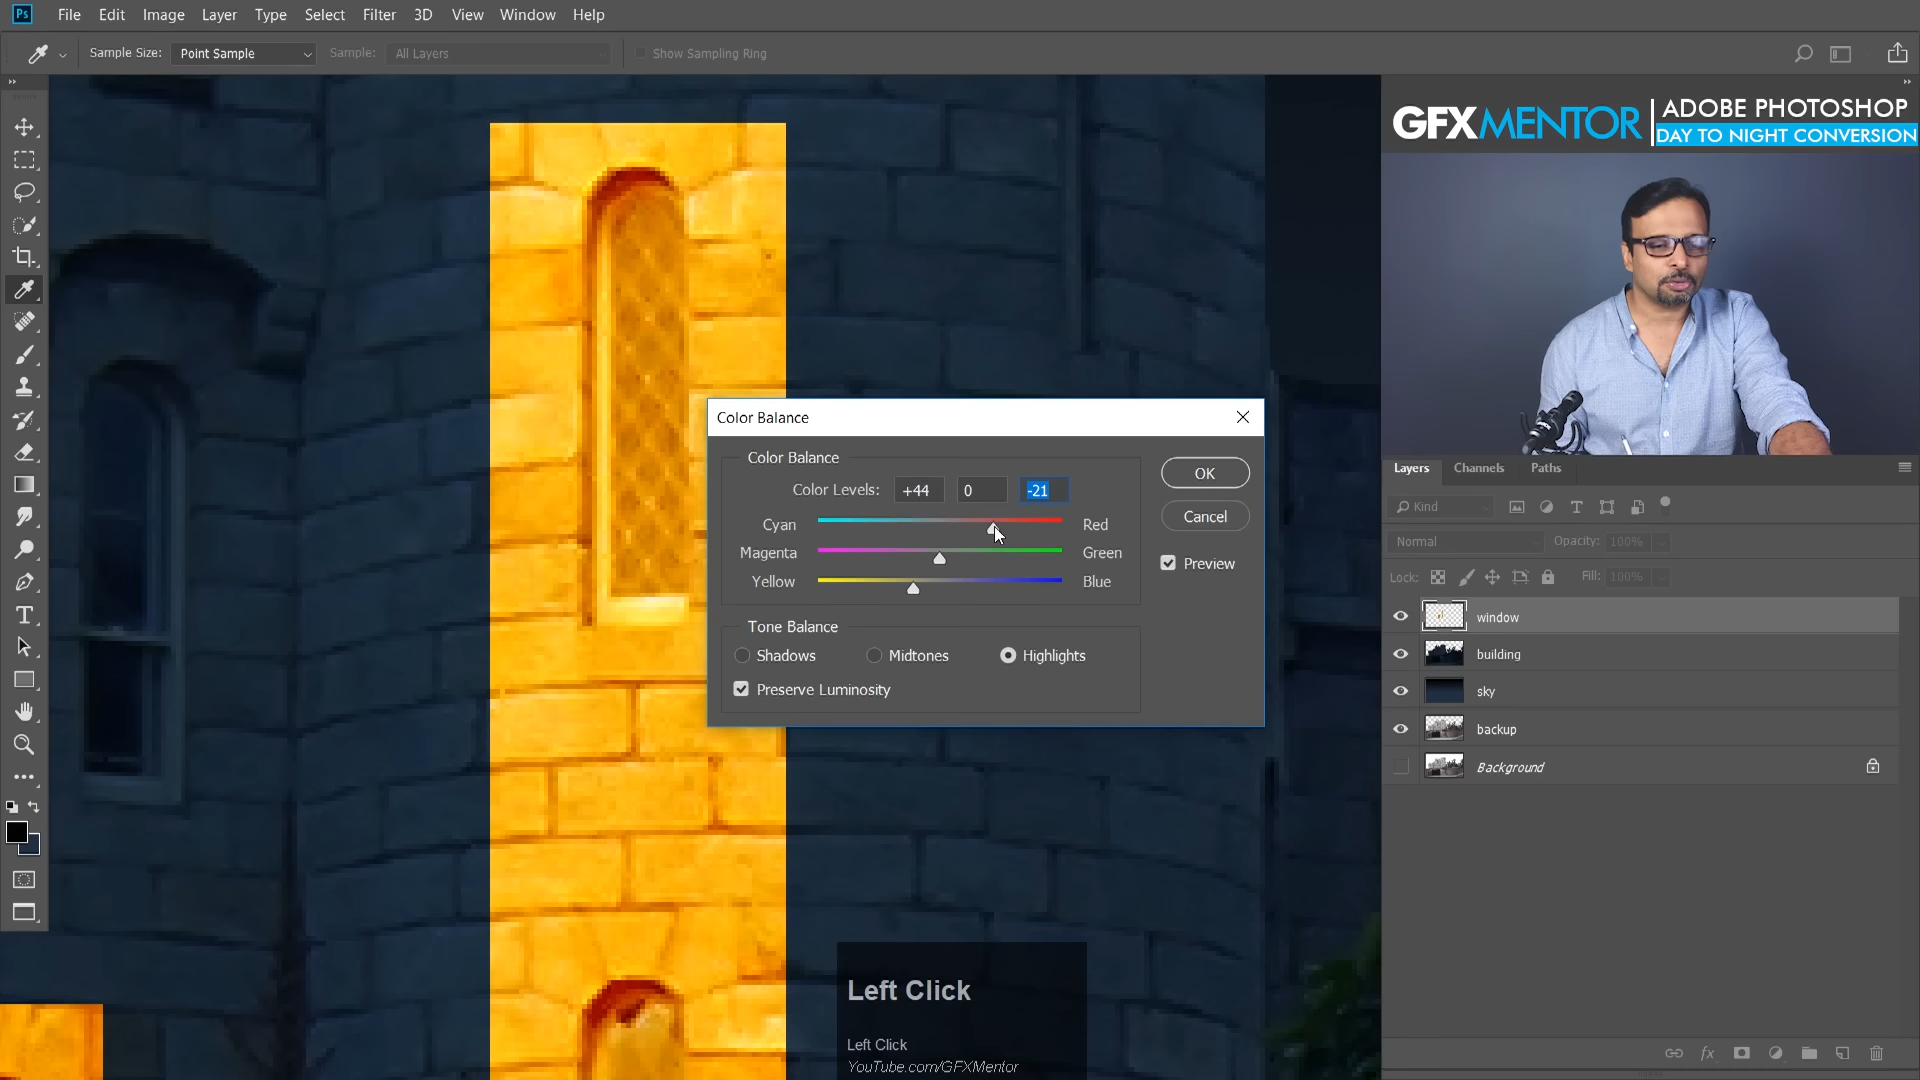 Ps File Edit Image Layer Type Select Filter 3D View Window Help
Sample Size: Point Sample Sample: All Layers Show Sampling Ring
GFXMENTOR ADOBE PHOTOSHOP
DAY TO NIGHT CONVERSION
Color Balance
Color Balance
Color Levels: +44 0 -21
Cyan Red
Magenta Green
Yellow Blue
OK
Cancel
Preview
Tone Balance
Shadows Midtones Highlights
Preserve Luminosity
Layers Channels Paths
Kind
Normal Opacity: 100%
Lock: Fill: 100%
window
building
sky
backup
Background
Left Click
Left Click
YouTube.com/GFXMentor